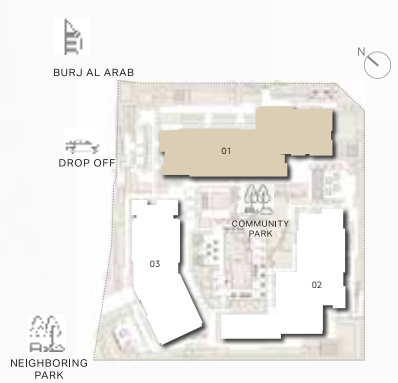 N
BURJ AL ARAB
DROP OFF
01
COMMUNITY
PARK
03
02
NEIGHBORING
PARK